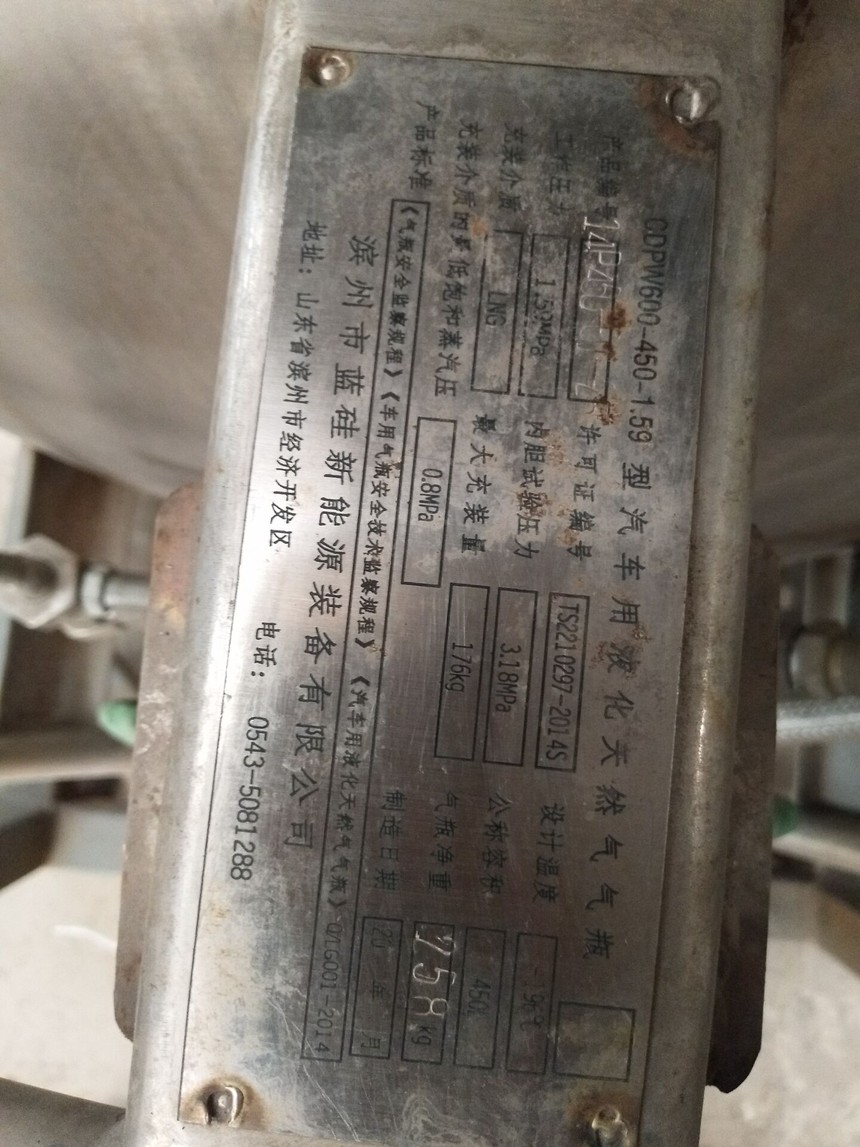 CDPW600-450-1.59 型汽车用液化天然气气瓶
产品编号 许可证编号 TS2210297-2014S 设计温度
工作压力 1.59MPa 内胆试验压力 3.18MPa 公称容积 450L
充装介质 LNG 最大充装量 176kg 气瓶净重 258 kg
充装介质的最低饱和蒸汽压 0.8MPa 制造日期 20 年 月
产品标准 《气瓶安全监察规程》《车用气瓶安全技术监察规程》《汽车用液化天然气气瓶》Q/LG001-2014
滨州市蓝硅新能源装备有限公司
地址：山东省滨州市经济开发区 电话：0543-5081288